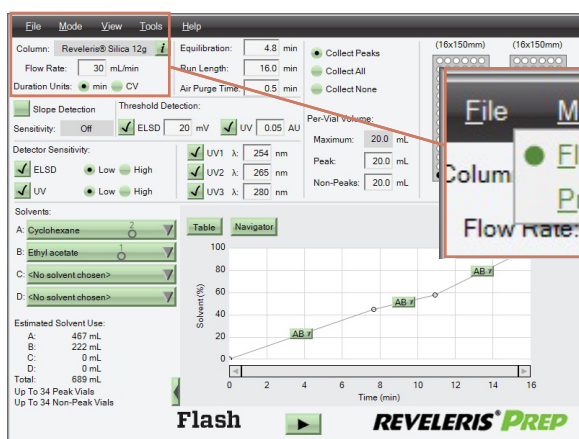 File Mode View Tools Help
Column: Reveleris® Silica 12g i
Flow Rate: 30 mL/min
Duration Units: min CV
Equilibration: 4.8 min
Run Length: 16.0 min
Air Purge Time: 0.5 min
Collect Peaks
Collect All
Collect None
(16x150mm) (16x150mm)
Slope Detection
Sensitivity: Off
Threshold Detection:
ELSD 20 mV UV 0.05 AU
Per-Vial Volume:
Maximum: 20.0 mL
Peak: 20.0 mL
Non-Peaks: 20.0 mL
Detector Sensitivity:
ELSD Low High
UV Low High
UV1 λ: 254 nm
UV2 λ: 265 nm
UV3 λ: 280 nm
File M
Fl
Colum
Pr
Flow Rate:
Solvents:
A: Cyclohexane 2
B: Ethyl acetate 1
C: <No solvent chosen>
D: <No solvent chosen>
Estimated Solvent Use:
A: 467 mL
B: 222 mL
C: 0 mL
D: 0 mL
Total: 689 mL
Up To 34 Peak Vials
Up To 34 Non-Peak Vials
Table Navigator
Solvent (%)
100
80
60
40
20
0
AB AB AB
0 2 4 6 8 10 12 14 16
Time (min)
Flash REVELERIS® PREP